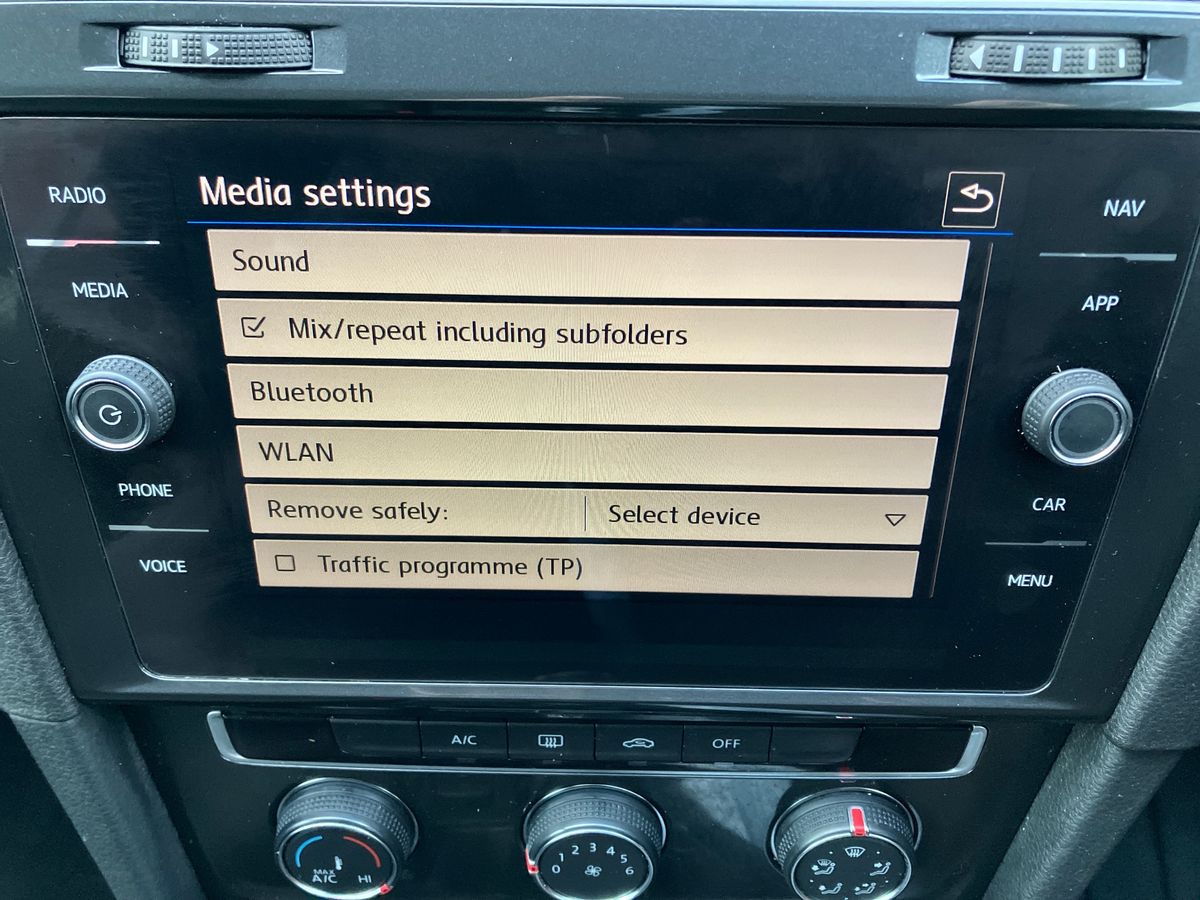 RADIO
Media settings
NAV
Sound
MEDIA
APP
Mix/repeat including subfolders
Bluetooth
WLAN
PHONE
Remove safely: Select device
CAR
VOICE
Traffic programme (TP)
MENU
A/C
OFF
MAX
A/C HI
0 1 2 3 4 5 6